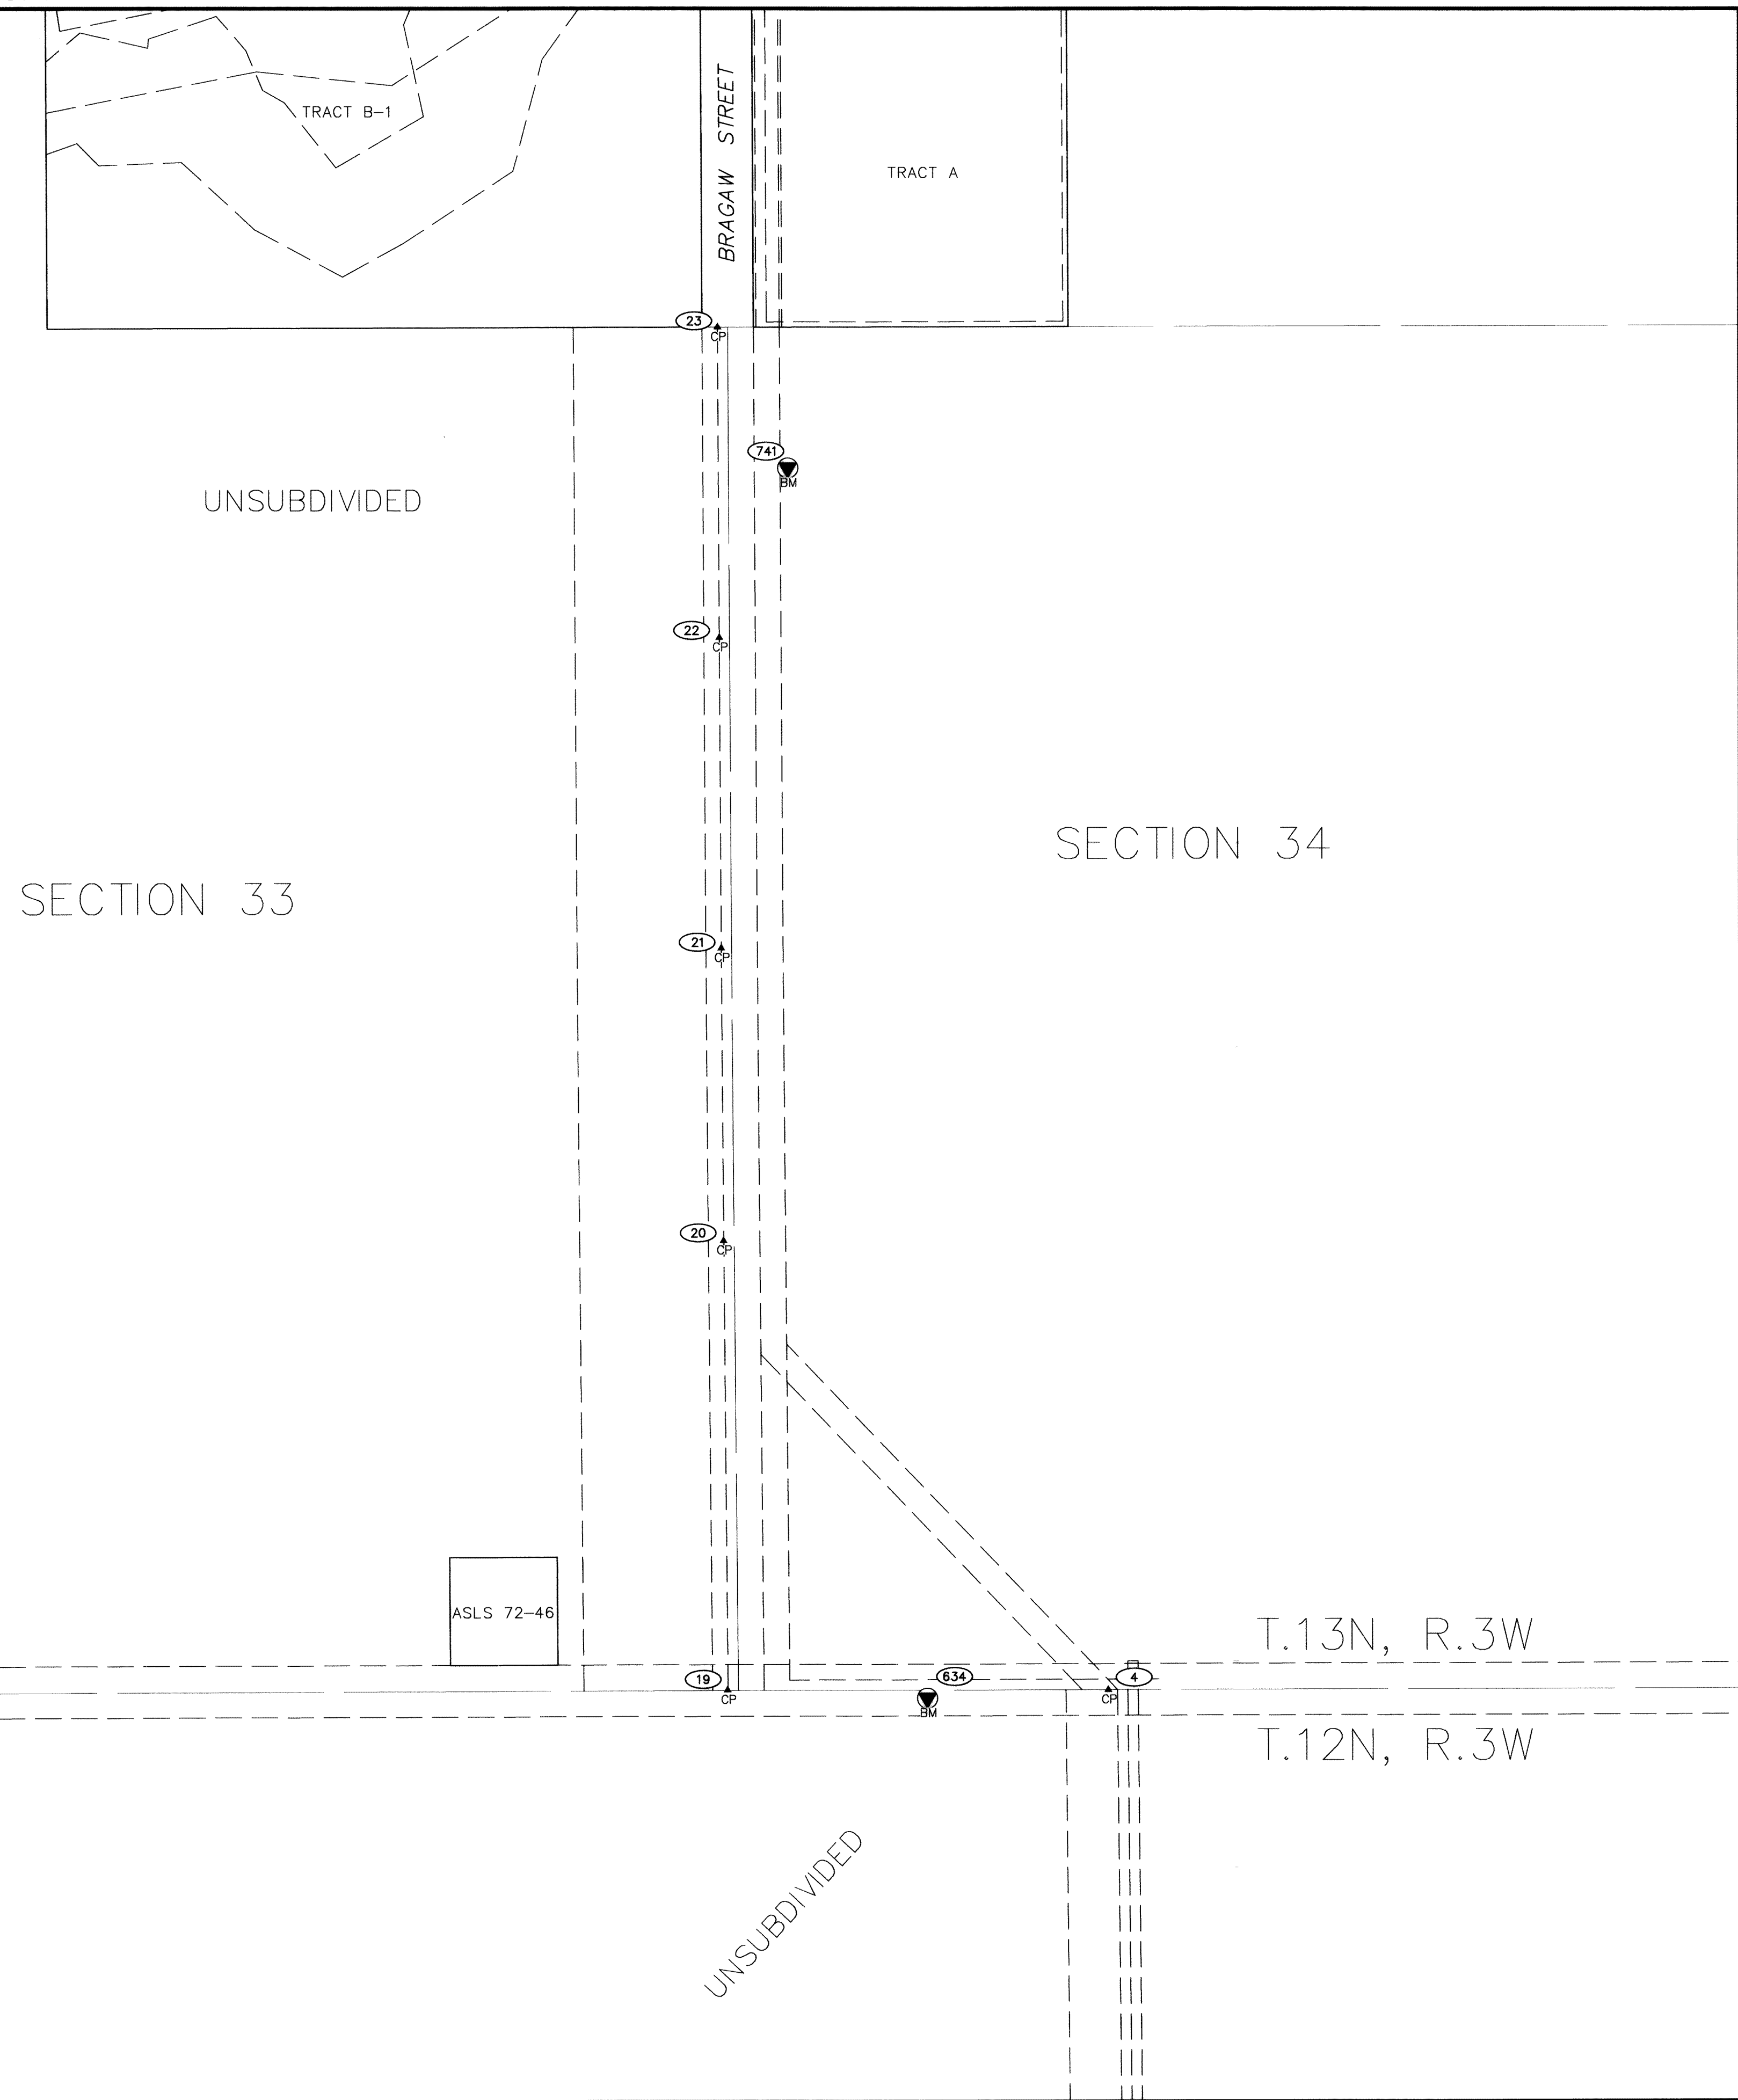 TRACT B-1
BRAGAW STREET
TRACT A
23
CP
741
BM
UNSUBDIVIDED
22
CP
SECTION 34
SECTION 33
21
CP
20
CP
ASLS 72-46
T.13N, R.3W
19
CP
634
BM
4
CP
T.12N, R.3W
UNSUBDIVIDED